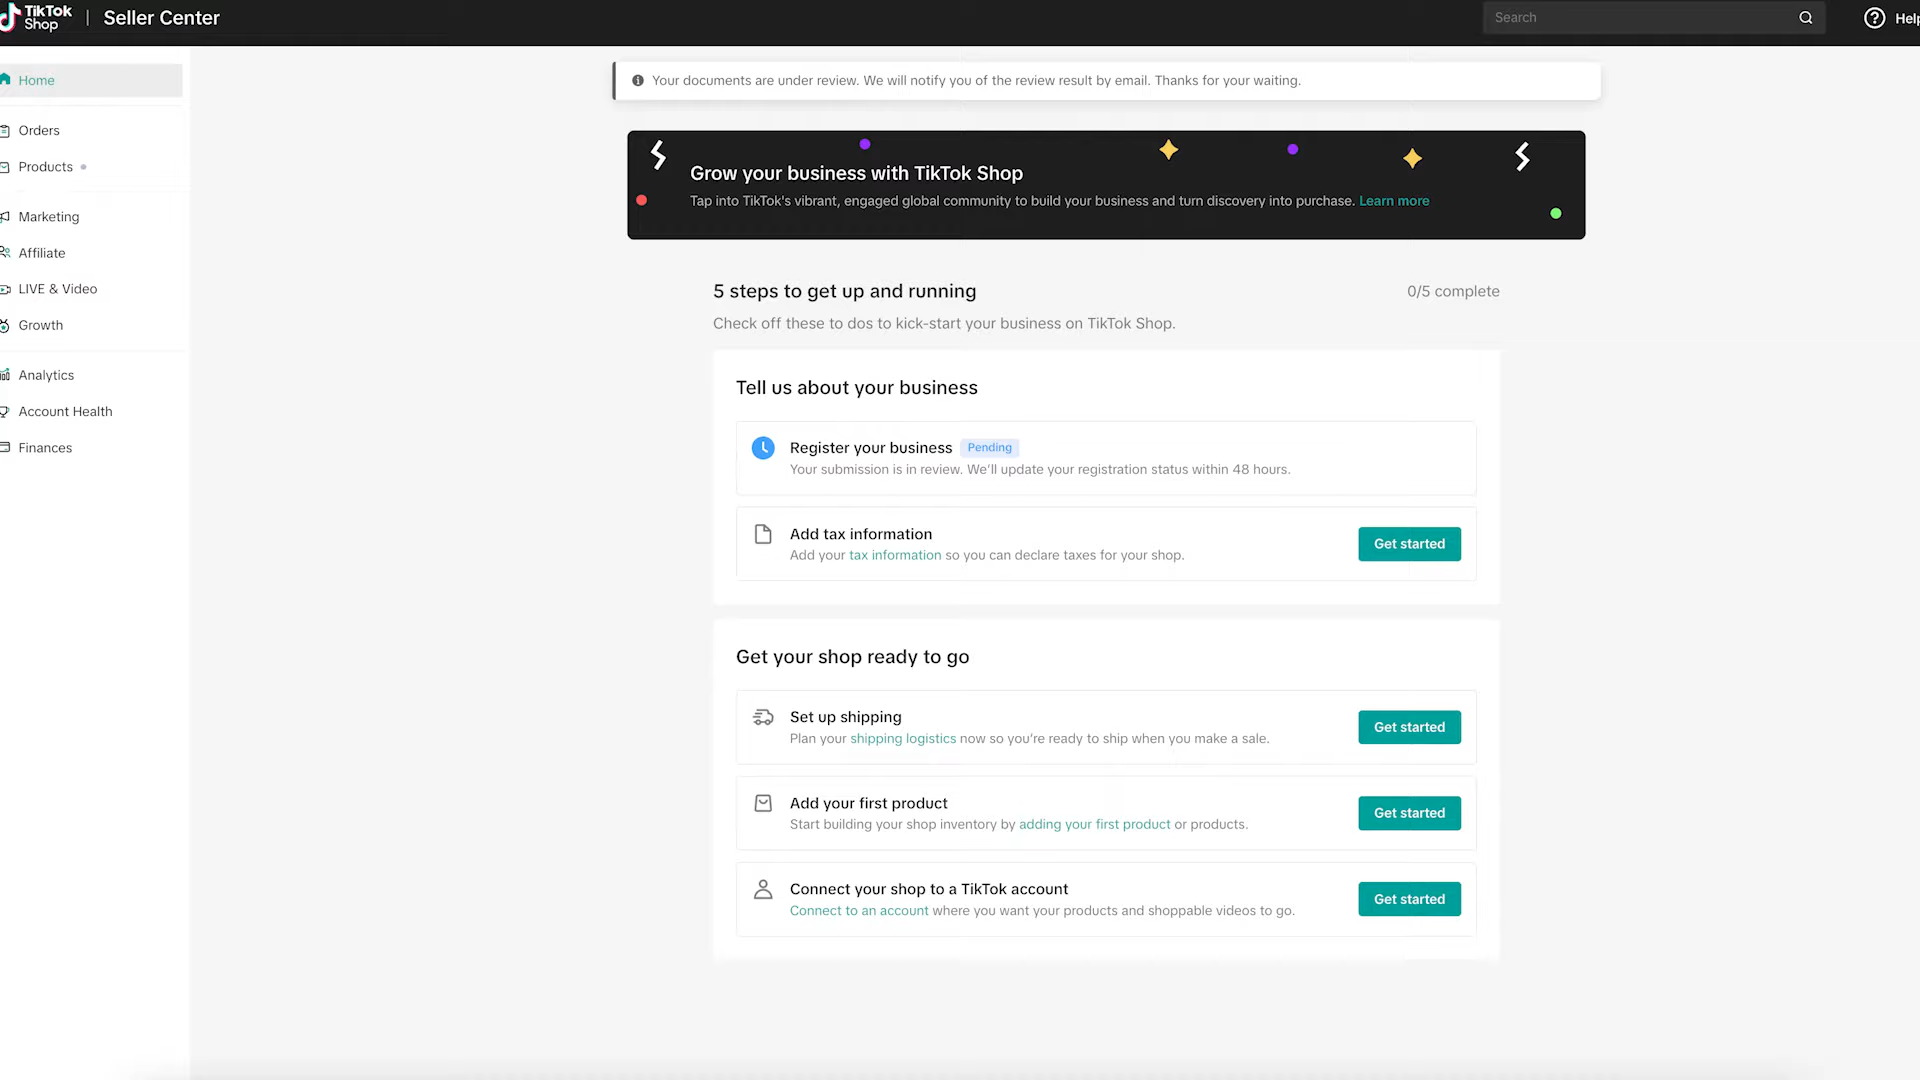 TikTok
Shop
Seller Center
Search
Home
Orders
Products
Marketing
Affiliate
LIVE & Video
Growth
Analytics
Account Health
Finances
Your documents are under review. We will notify you of the review result by email. Thanks for your waiting.
Grow your business with TikTok Shop
Tap into TikTok's vibrant, engaged global community to build your business and turn discovery into purchase. Learn more
5 steps to get up and running
0/5 complete
Check off these to dos to kick-start your business on TikTok Shop.
Tell us about your business
Register your business Pending
Your submission is in review. We'll update your registration status within 48 hours.
Add tax information
Add your tax information so you can declare taxes for your shop.
Get started
Get your shop ready to go
Set up shipping
Plan your shipping logistics now so you're ready to ship when you make a sale.
Get started
Add your first product
Start building your shop inventory by adding your first product or products.
Get started
Connect your shop to a TikTok account
Connect to an account where you want your products and shoppable videos to go.
Get started